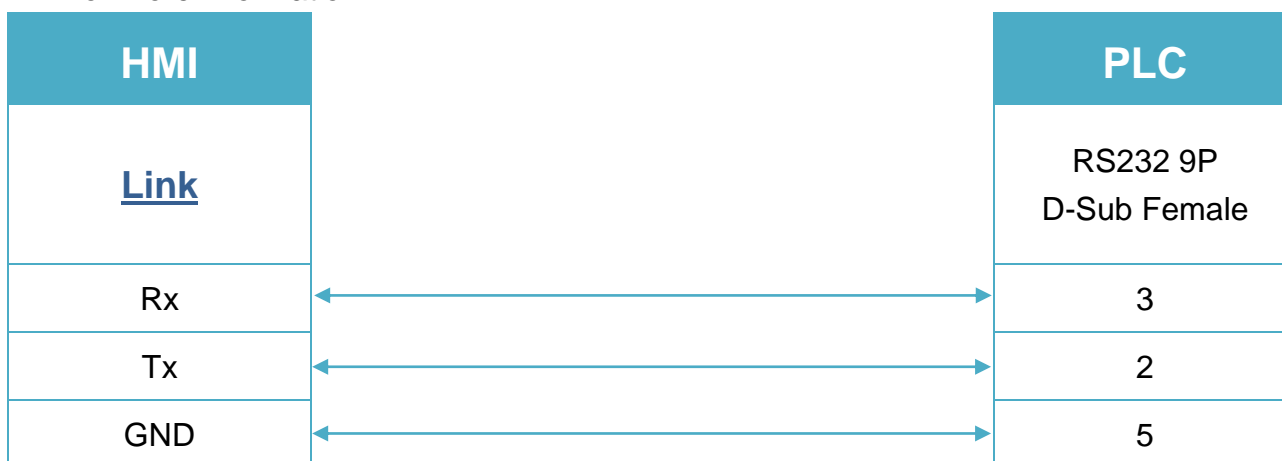 HMI PLC
Link RS232 9P
D-Sub Female
Rx 3
Tx 2
GND 5